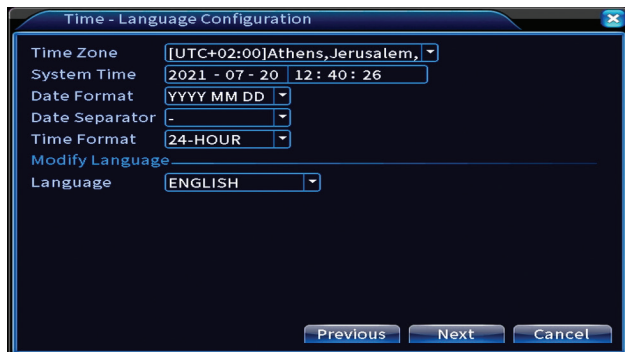 Time - Language Configuration
Time Zone [UTC+02:00]Athens,Jerusalem,
System Time 2021 - 07 - 20 12 : 40 : 26
Date Format YYYY MM DD
Date Separator -
Time Format 24-HOUR
Modify Language
Language ENGLISH
Previous Next Cancel